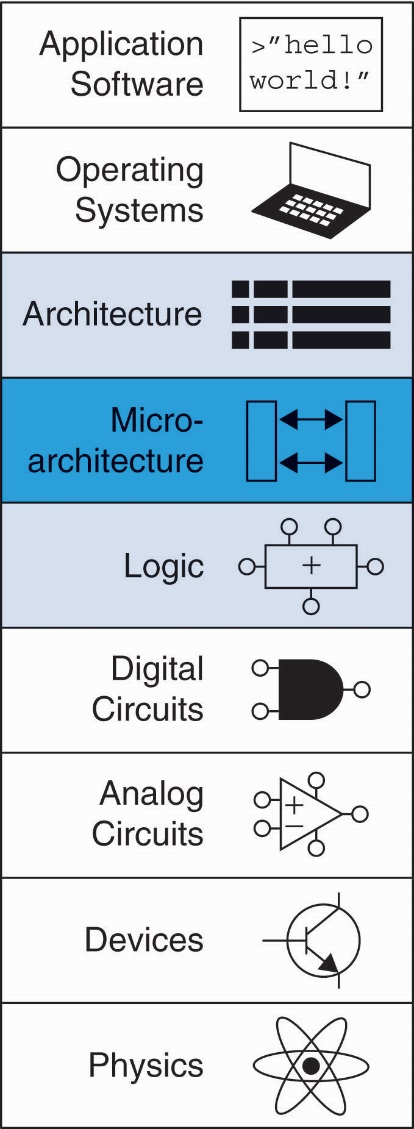 Application
Software
>"hello
world!"
Operating
Systems
Architecture
Micro-
architecture
Logic
+
Digital
Circuits
Analog
Circuits
+
−
Devices
Physics